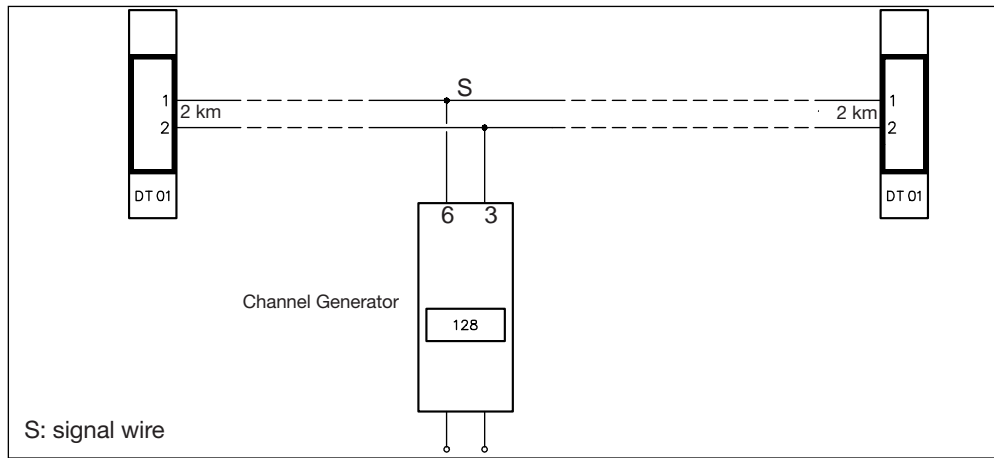 S
1
2 km
2
DT 01
1
2 km
2
DT 01
6 3
Channel Generator
128
S: signal wire